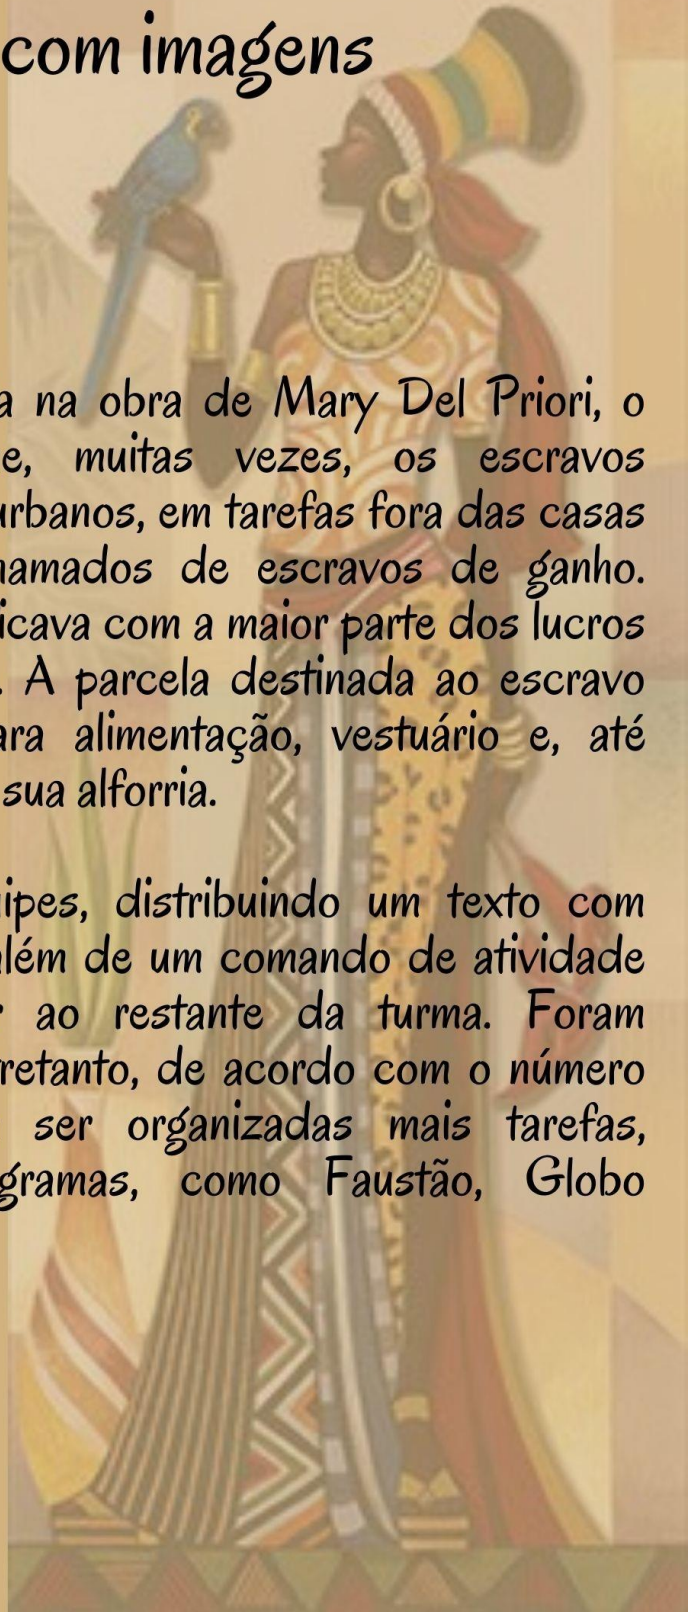 com imagens
a na obra de Mary Del Priori, o
e, muitas vezes, os escravos
urbanos, em tarefas fora das casas
hamados de escravos de ganho.
icava com a maior parte dos lucros
. A parcela destinada ao escravo
ara alimentação, vestuário e, até
sua alforria.
ipes, distribuindo um texto com
lém de um comando de atividade
r ao restante da turma. Foram
retanto, de acordo com o número
ser organizadas mais tarefas,
gramas, como Faustão, Globo